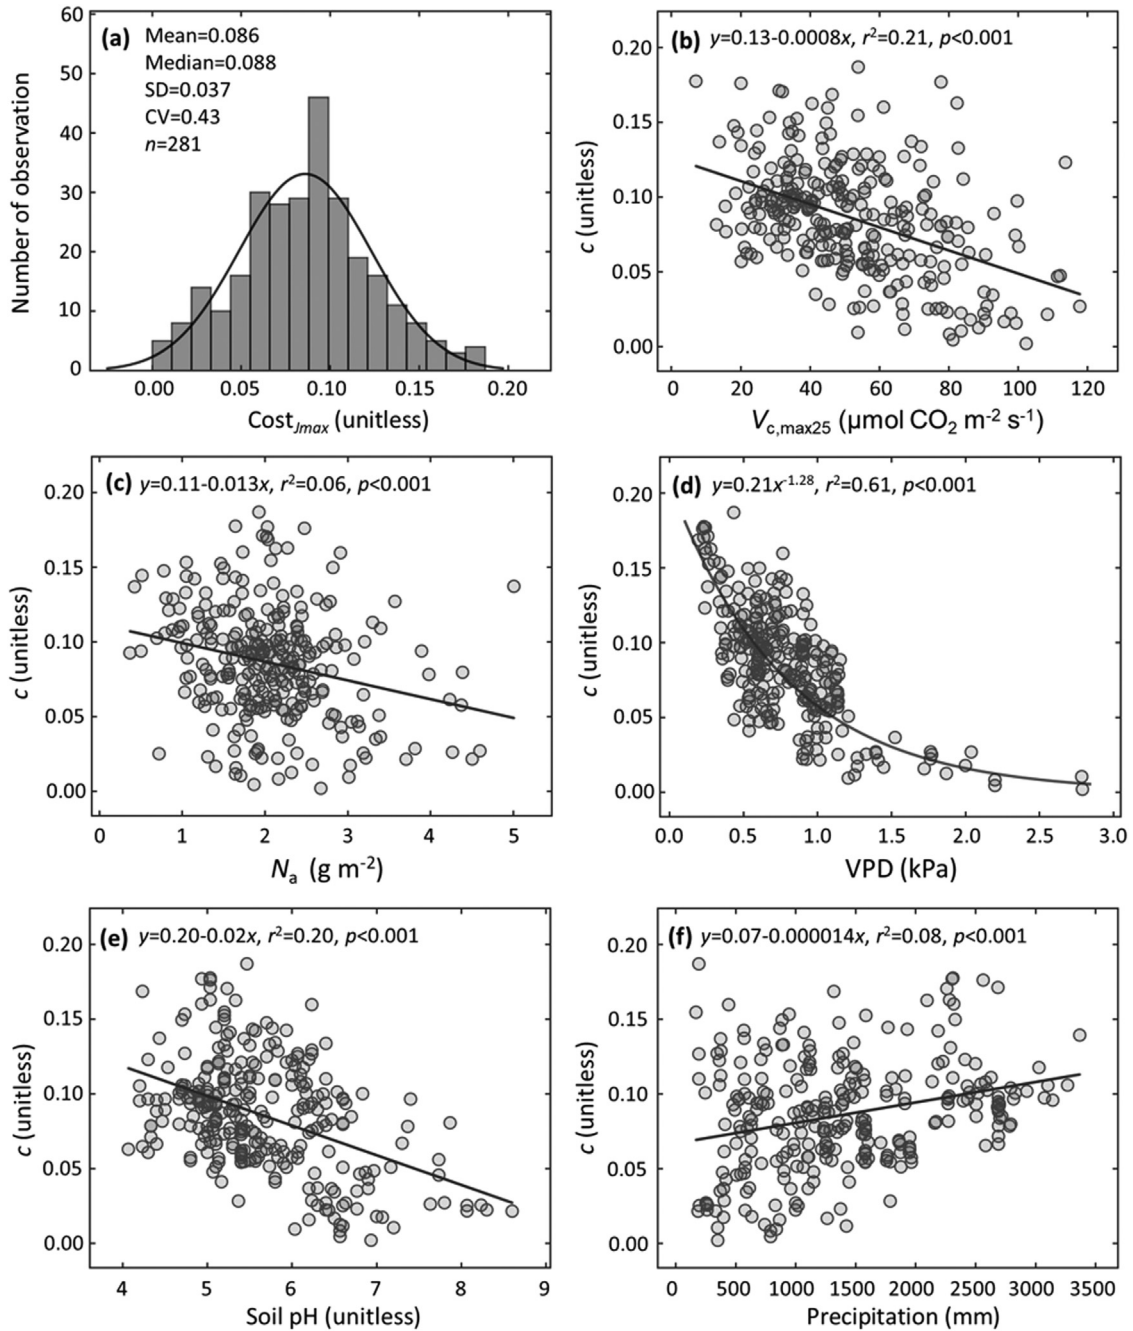 (a)
Mean=0.086
Median=0.088
SD=0.037
CV=0.43
n=281
60
50
40
30
20
10
0
Number of observation
0.00 0.05 0.10 0.15 0.20
Cost_Jmax (unitless)
(b) y=0.13-0.0008x, r²=0.21, p<0.001
0.20
0.15
0.10
0.05
0.00
c (unitless)
0 20 40 60 80 100 120
V_c,max25 (μmol CO₂ m⁻² s⁻¹)
(c) y=0.11-0.013x, r²=0.06, p<0.001
0.20
0.15
0.10
0.05
0.00
c (unitless)
0 1 2 3 4 5
Nₐ (g m⁻²)
(d) y=0.21x⁻¹·²⁸, r²=0.61, p<0.001
0.20
0.15
0.10
0.05
0.00
c (unitless)
0.0 0.5 1.0 1.5 2.0 2.5 3.0
VPD (kPa)
(e) y=0.20-0.02x, r²=0.20, p<0.001
0.20
0.15
0.10
0.05
0.00
c (unitless)
4 5 6 7 8 9
Soil pH (unitless)
(f) y=0.07-0.000014x, r²=0.08, p<0.001
0.20
0.15
0.10
0.05
0.00
c (unitless)
0 500 1000 1500 2000 2500 3000 3500
Precipitation (mm)